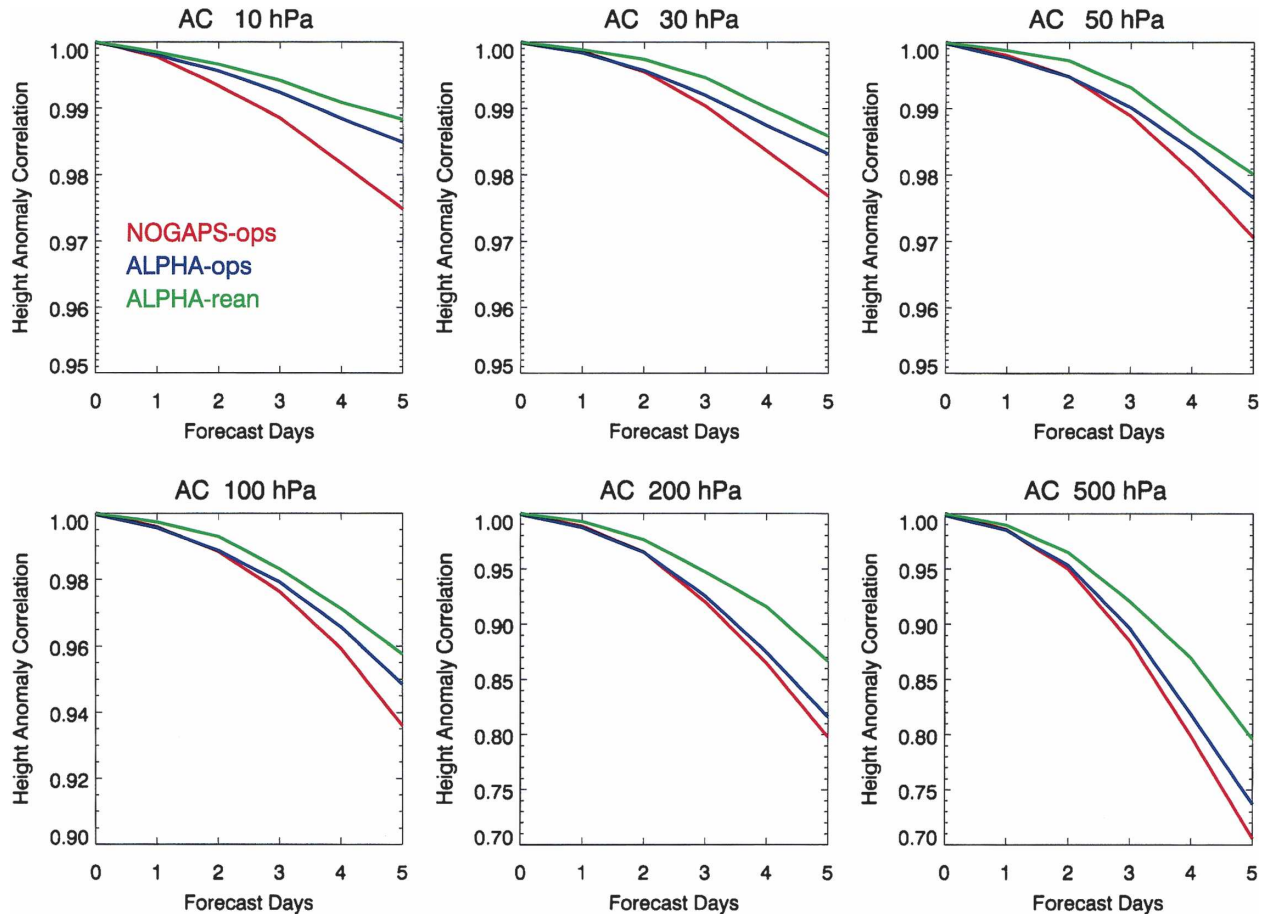 AC 10 hPa
1.00
0.99
0.98
0.97
0.96
0.95
Height Anomaly Correlation
NOGAPS-ops
ALPHA-ops
ALPHA-rean
0 1 2 3 4 5
Forecast Days
AC 30 hPa
1.00
0.99
0.98
0.97
0.96
0.95
Height Anomaly Correlation
0 1 2 3 4 5
Forecast Days
AC 50 hPa
1.00
0.99
0.98
0.97
0.96
0.95
Height Anomaly Correlation
0 1 2 3 4 5
Forecast Days
AC 100 hPa
1.00
0.98
0.96
0.94
0.92
0.90
Height Anomaly Correlation
0 1 2 3 4 5
Forecast Days
AC 200 hPa
1.00
0.95
0.90
0.85
0.80
0.75
0.70
Height Anomaly Correlation
0 1 2 3 4 5
Forecast Days
AC 500 hPa
1.00
0.95
0.90
0.85
0.80
0.75
0.70
Height Anomaly Correlation
0 1 2 3 4 5
Forecast Days